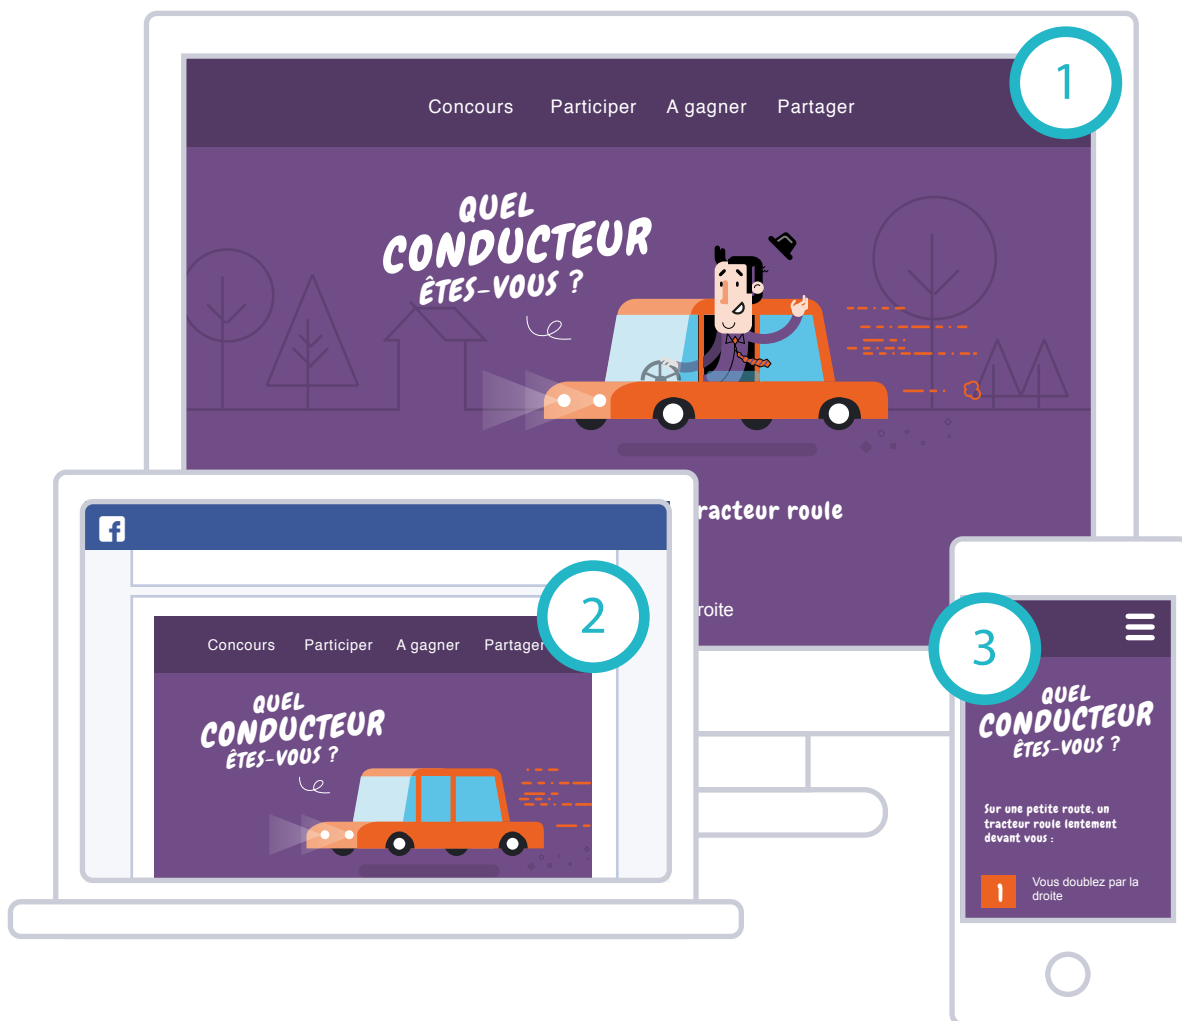 1
Concours Participer A gagner Partager
QUEL
CONDUCTEUR
ÊTES-VOUS ?
racteur roule
roite
f
2
Concours Participer A gagner Partager
QUEL
CONDUCTEUR
ÊTES-VOUS ?
3
QUEL
CONDUCTEUR
ÊTES-VOUS ?
Sur une petite route, un
tracteur roule lentement
devant vous :
1 Vous doublez par la
droite